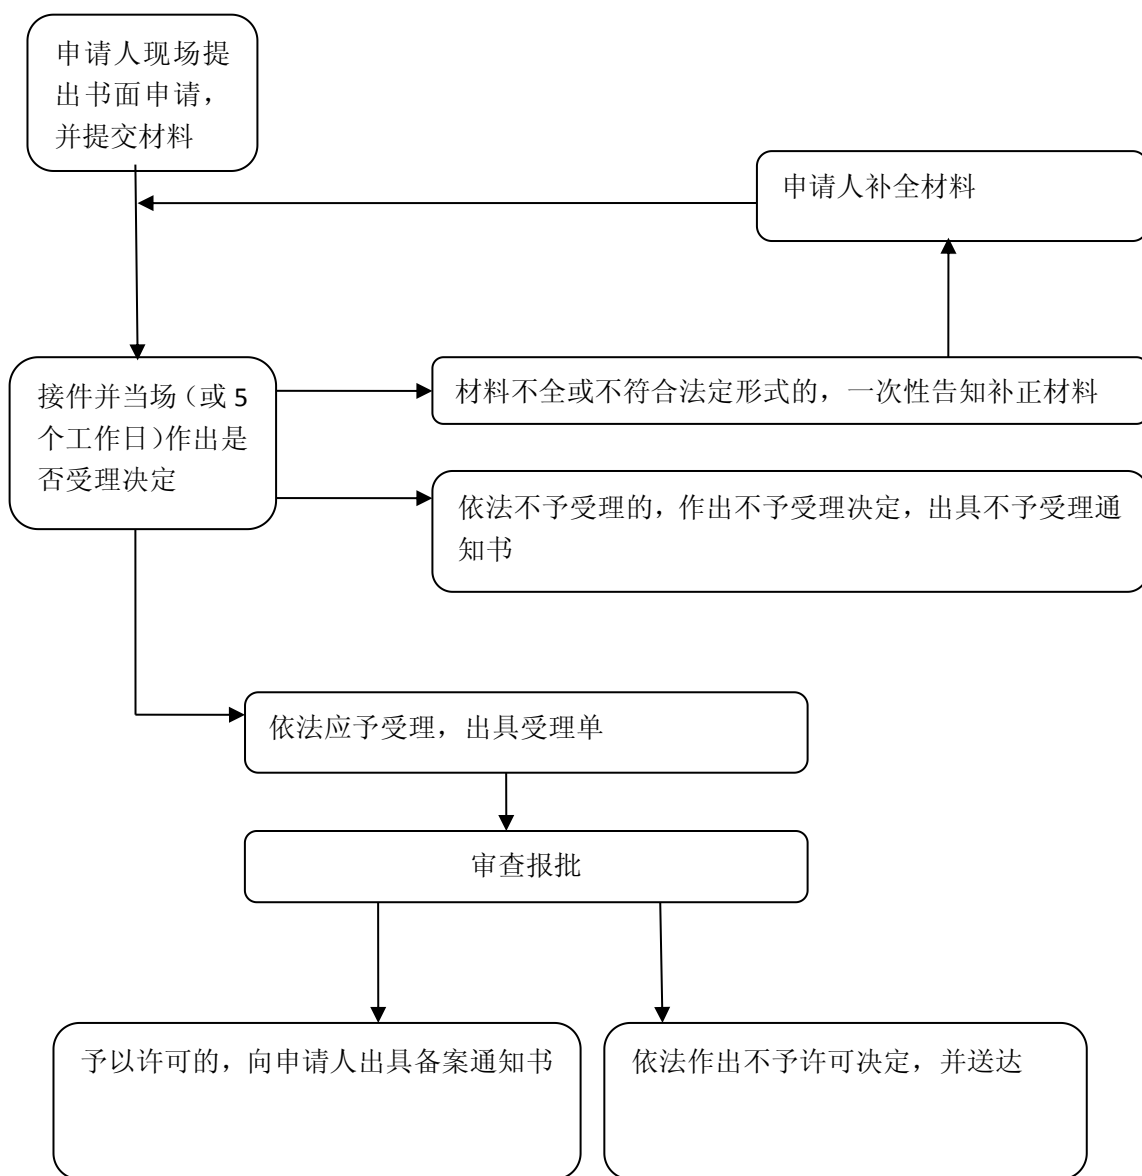 申请人现场提
出书面申请，
并提交材料
申请人补全材料
接件并当场（或 5
个工作日）作出是
否受理决定
材料不全或不符合法定形式的，一次性告知补正材料
依法不予受理的，作出不予受理决定，出具不予受理通
知书
依法应予受理，出具受理单
审查报批
予以许可的，向申请人出具备案通知书
依法作出不予许可决定，并送达